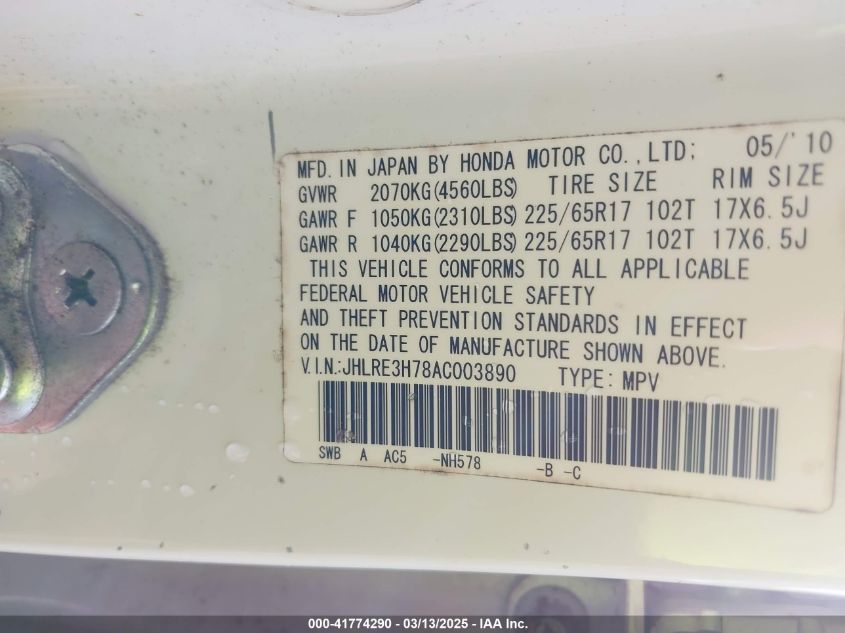 MFD. IN JAPAN BY HONDA MOTOR CO.,LTD; 05/'10
GVWR 2070KG(4560LBS) TIRE SIZE RIM SIZE
GAWR F 1050KG(2310LBS) 225/65R17 102T 17X6.5J
GAWR R 1040KG(2290LBS) 225/65R17 102T 17X6.5J
THIS VEHICLE CONFORMS TO ALL APPLICABLE
FEDERAL MOTOR VEHICLE SAFETY
AND THEFT PREVENTION STANDARDS IN EFFECT
ON THE DATE OF MANUFACTURE SHOWN ABOVE.
V.I.N.:JHLRE3H78AC003890 TYPE: MPV
SWB A AC5 -NH578 -B -C
000-41774290 - 03/13/2025 - IAA Inc.